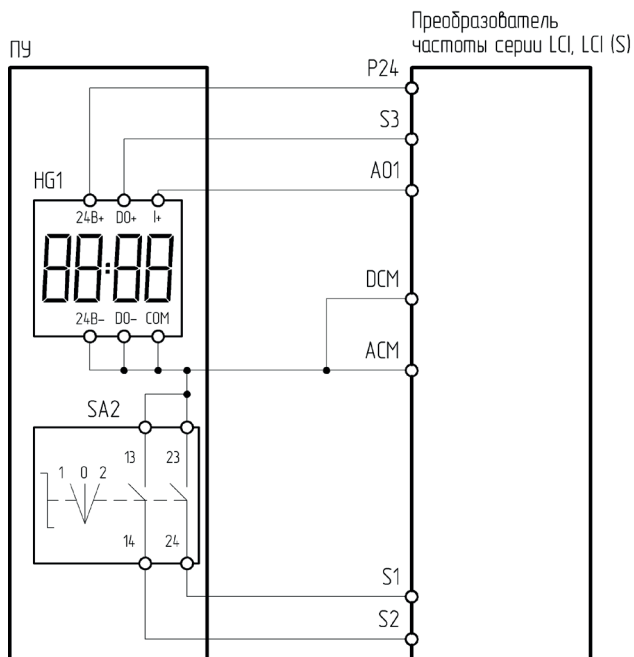 Преобразователь
частоты серии LCI, LCI (S)
ПУ
P24
S3
AO1
HG1
24В+ DO+ I+
88:88
24В- DO- COM
DCM
ACM
SA2
13 23
1 0 2
14 24
S1
S2